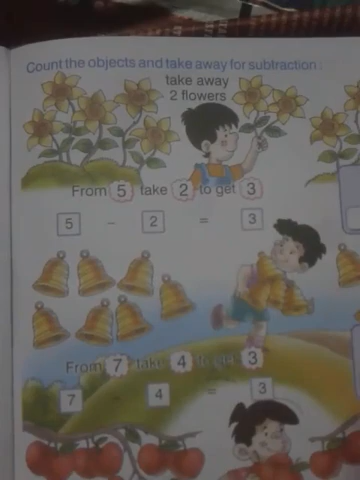 Count the objects and take away for subtraction :
take away
2 flowers
From 5 take 2 to get 3
5 - 2 = 3
From 7 take 4 to get 3
7 4 = 3